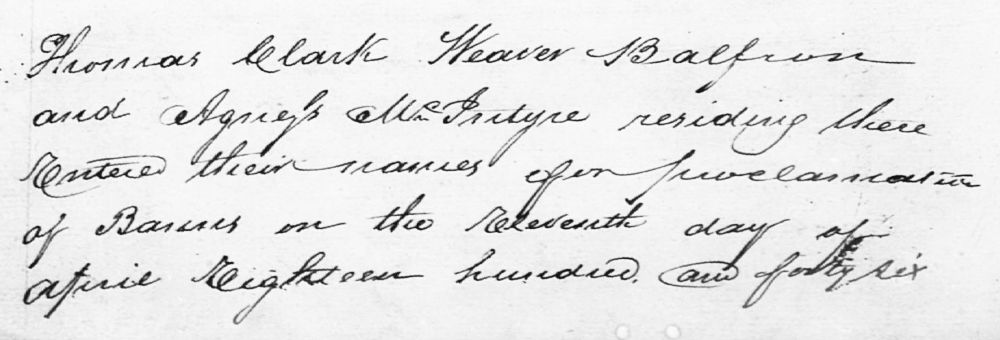 Thomas Clark Weaver Balfron
and Agness McIntyre residing there
Entered their names for proclamation
of Banns on the Eleventh day of
April Eighteen hundred and forty six